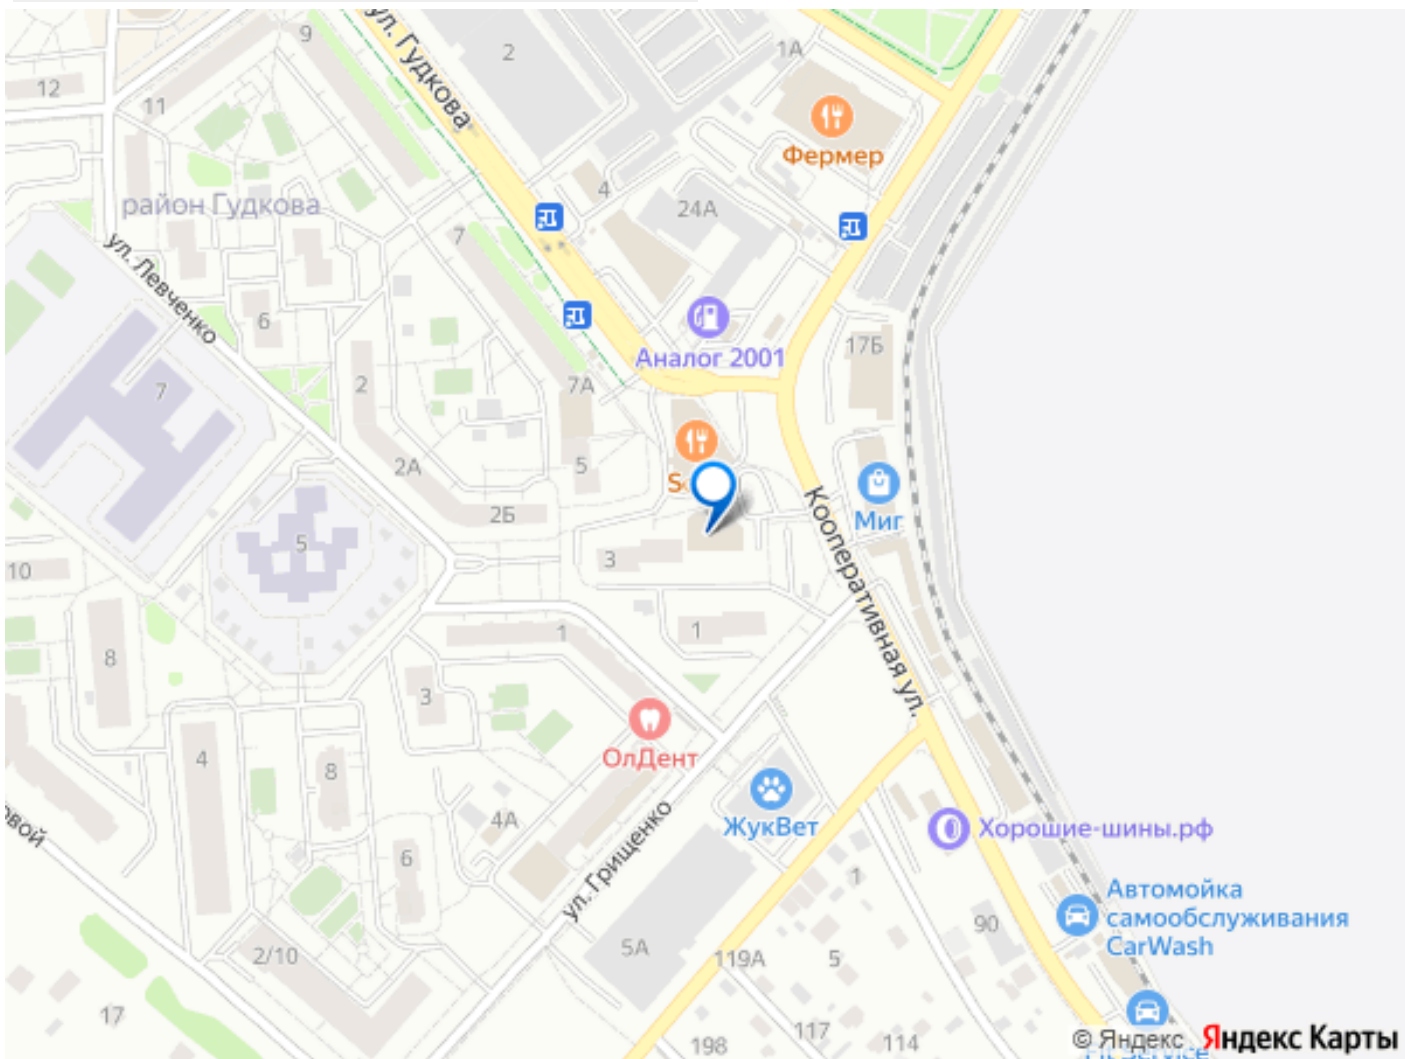 ул. Гудкова
9
2
1А
12
11
Фермер
4
район Гудкова
24А
7
ул. Левченко
6
Аналог 2001
17Б
2
7А
7
2А
5
Миг
2Б
Кооперативная ул.
5
3
10
1
1
8
3
ОлДент
4
8
4А
ЖукВет
Хорошие-шины.рф
6
ул. Грищенко
1
Автомойка
самообслуживания
CarWash
90
5А
2/10
119А
5
17
117
114
198
© Яндекс
Яндекс Карты